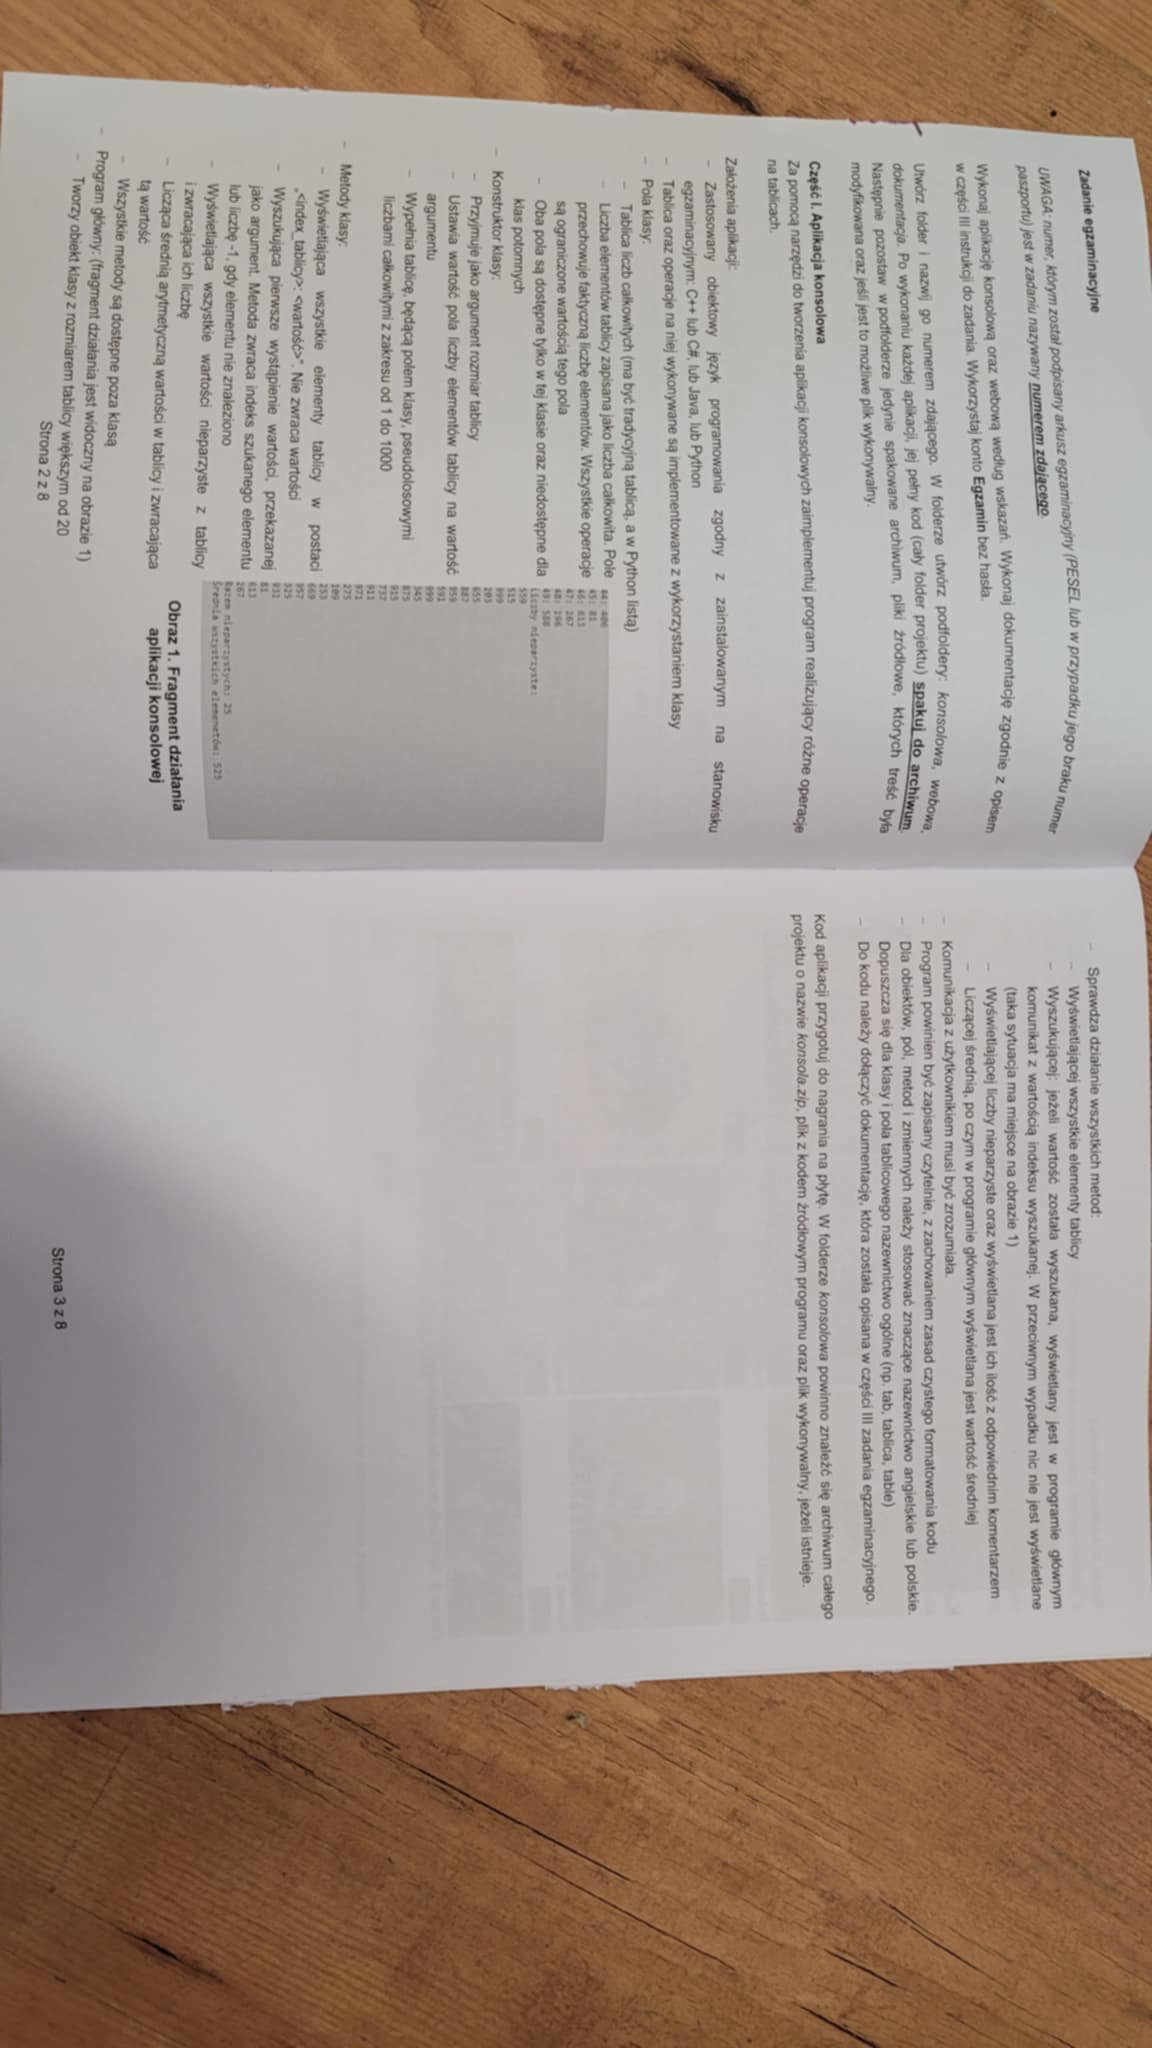 Zadanie egzaminacyjne
UWAGA: numer, którym został podpisany arkusz egzaminacyjny (PESEL lub w przypadku jego braku numer
paszportu) jest w zadaniu nazywany numerem zdającego.
Wykonaj aplikację konsolową oraz webową według wskazań. Wykonaj dokumentację zgodnie z opisem
w części III instrukcji do zadania. Wykorzystaj konto Egzamin bez hasła.
Utwórz folder i nazwij go numerem zdającego. W folderze utwórz podfoldery: konsolowa, webowa,
dokumentacja. Po wykonaniu każdej aplikacji, jej pełny kod (cały folder projektu) spakuj do archiwum.
Następnie pozostaw w podfolderze jedynie spakowane archiwum, pliki źródłowe, których treść była
modyfikowana oraz jeśli jest to możliwe plik wykonywalny.
Część I. Aplikacja konsolowa
Za pomocą narzędzi do tworzenia aplikacji konsolowych zaimplementuj program realizujący różne operacje
na tablicach.
Założenia aplikacji:
− Zastosowany obiektowy język programowania zgodny z zainstalowanym na stanowisku
egzaminacyjnym: C++ lub C#, lub Java, lub Python
− Tablica oraz operacje na niej wykonywane są implementowane z wykorzystaniem klasy
− Pola klasy:
− Tablica liczb całkowitych (ma być tradycyjną tablicą, a w Python listą)
− Liczba elementów tablicy zapisana jako liczba całkowita. Pole
przechowuje faktyczną liczbę elementów. Wszystkie operacje
są ograniczone wartością tego pola
− Oba pola są dostępne tylko w tej klasie oraz niedostępne dla
klas potomnych
− Konstruktor klasy:
− Przyjmuje jako argument rozmiar tablicy
− Ustawia wartość pola liczby elementów tablicy na wartość
argumentu
− Wypełnia tablicę, będącą polem klasy, pseudolosowymi
liczbami całkowitymi z zakresu od 1 do 1000
− Metody klasy:
− Wyświetlająca wszystkie elementy tablicy w postaci
„<index_tablicy>: <wartość>”. Nie zwraca wartości
− Wyszukująca pierwsze wystąpienie wartości, przekazanej
jako argument. Metoda zwraca indeks szukanego elementu
lub liczbę -1, gdy elementu nie znaleziono
− Wyświetlająca wszystkie wartości nieparzyste z tablicy
i zwracająca ich liczbę
− Licząca średnią arytmetyczną wartości w tablicy i zwracająca
tą wartość
− Wszystkie metody są dostępne poza klasą
− Program główny: (fragment działania jest widoczny na obrazie 1)
− Tworzy obiekt klasy z rozmiarem tablicy większym od 20
44: 406
45: 81
46: 613
47: 267
48: 196
49: 588
Liczby nieparzyste:
559
515
999
203
655
887
959
591
999
345
875
915
737
911
971
275
109
253
669
957
325
931
81
613
267
Razem nieparzystych: 25
Średnia wszystkich elemenetów: 525
Obraz 1. Fragment działania
aplikacji konsolowej
Strona 2 z 8
− Sprawdza działanie wszystkich metod:
− Wyświetlającej wszystkie elementy tablicy
− Wyszukującej: jeżeli wartość została wyszukana, wyświetlany jest w programie głównym
komunikat z wartością indeksu wyszukanej. W przeciwnym wypadku nic nie jest wyświetlane
(taka sytuacja ma miejsce na obrazie 1)
− Wyświetlającej liczby nieparzyste oraz wyświetlana jest ich ilość z odpowiednim komentarzem
− Liczącej średnią, po czym w programie głównym wyświetlana jest wartość średniej
− Komunikacja z użytkownikiem musi być zrozumiała.
− Program powinien być zapisany czytelnie, z zachowaniem zasad czystego formatowania kodu
− Dla obiektów, pól, metod i zmiennych należy stosować znaczące nazewnictwo angielskie lub polskie.
Dopuszcza się dla klasy i pola tablicowego nazewnictwo ogólne (np. tab, tablica, table)
− Do kodu należy dołączyć dokumentację, która została opisana w części III zadania egzaminacyjnego.
Kod aplikacji przygotuj do nagrania na płytę. W folderze konsolowa powinno znaleźć się archiwum całego
projektu o nazwie konsola.zip, plik z kodem źródłowym programu oraz plik wykonywalny, jeżeli istnieje.
Strona 3 z 8